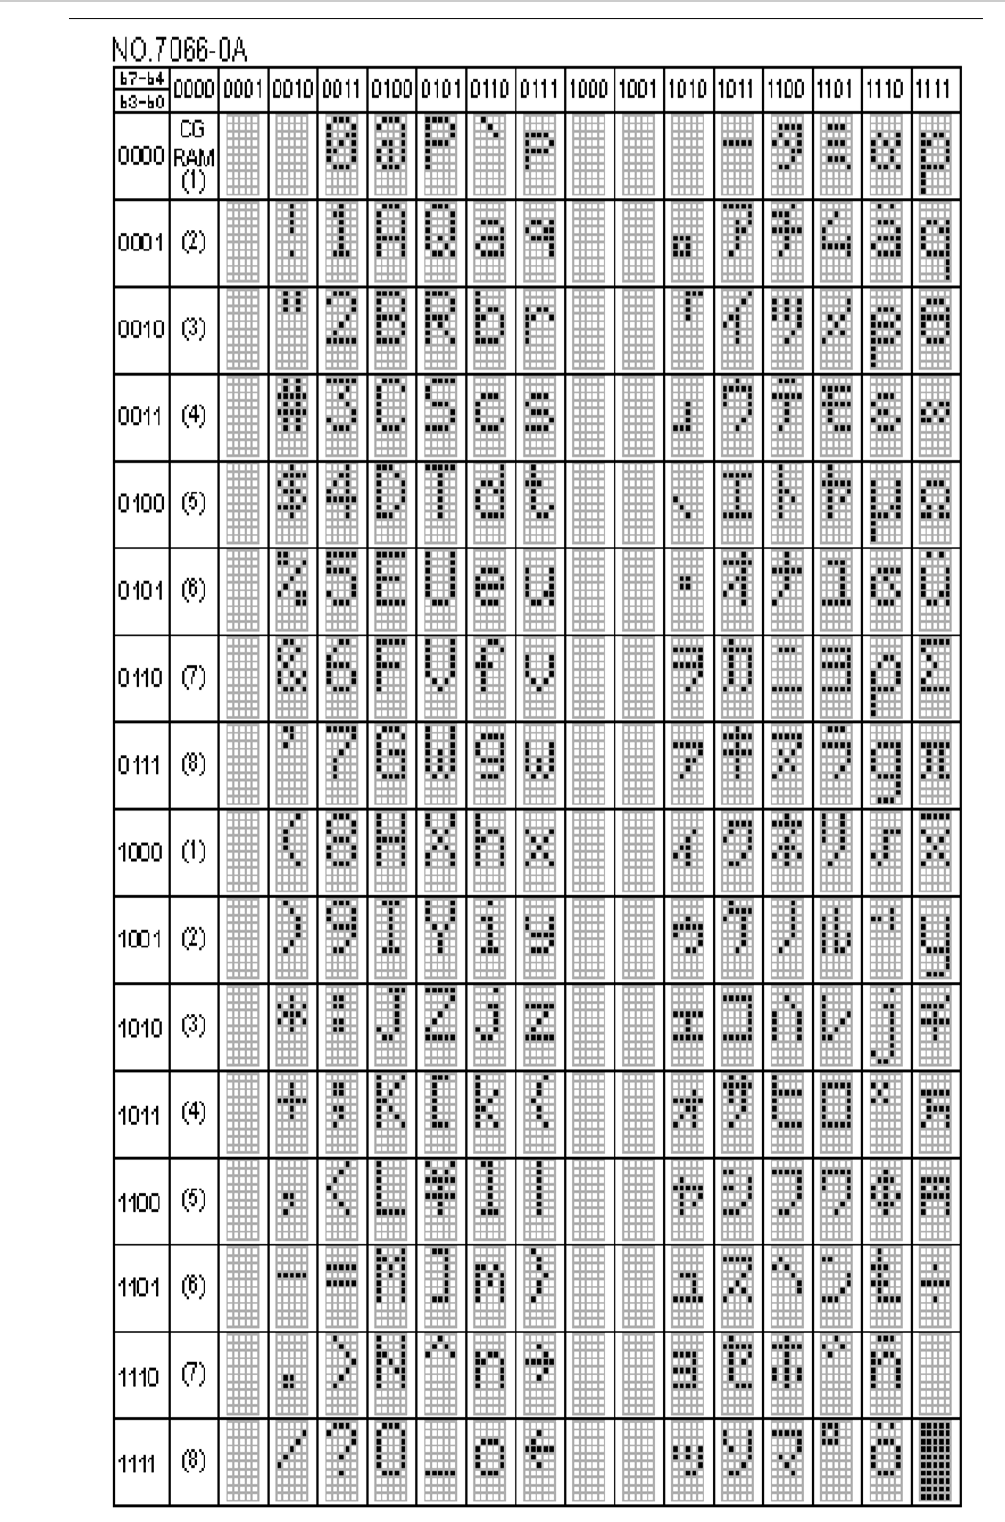 NO.7066-0A
b7-b4 0000 0001 0010 0011 0100 0101 0110 0111 1000 1001 1010 1011 1100 1101 1110 1111
b3-b0
0000 CG RAM (1) 0 @ P ` p ー タ ミ α p
0001 (2) ! 1 A Q a q 。 ア チ ム ä q
0010 (3) " 2 B R b r 「 イ ツ メ β θ
0011 (4) # 3 C S c s 」 ウ テ モ ε ∞
0100 (5) $ 4 D T d t 、 エ ト ヤ μ Ω
0101 (6) % 5 E U e u ・ オ ナ ユ σ ü
0110 (7) & 6 F V f v ヲ カ ニ ヨ ρ Σ
0111 (8) ' 7 G W g w ァ キ ヌ ラ g π
1000 (1) ( 8 H X h x ィ ク ネ リ √ x̄
1001 (2) ) 9 I Y i y ゥ ケ ノ ル ⁻¹ y
1010 (3) * : J Z j z ェ コ ハ レ j 千
1011 (4) + ; K [ k { ォ サ ヒ ロ ˣ 万
1100 (5) , < L ¥ l | ャ シ フ ワ ¢ 円
1101 (6) - = M ] m } ュ ス ヘ ン £ ÷
1110 (7) . > N ^ n → ョ セ ホ ゛ ñ
1111 (8) / ? O _ o ← ッ ソ マ ゜ ö █